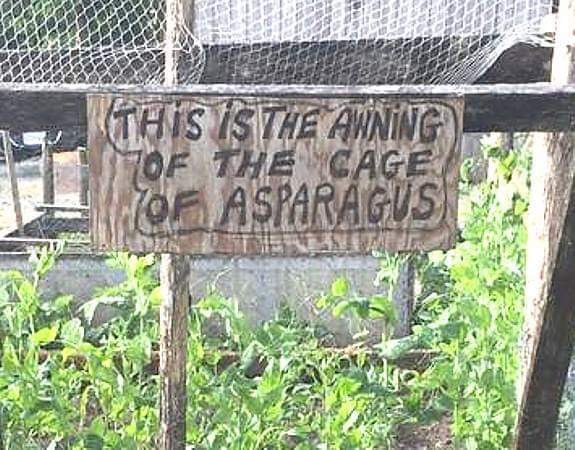 THiS iS THE AWNiNG
OF THE CAGE
OF ASPARAGUS